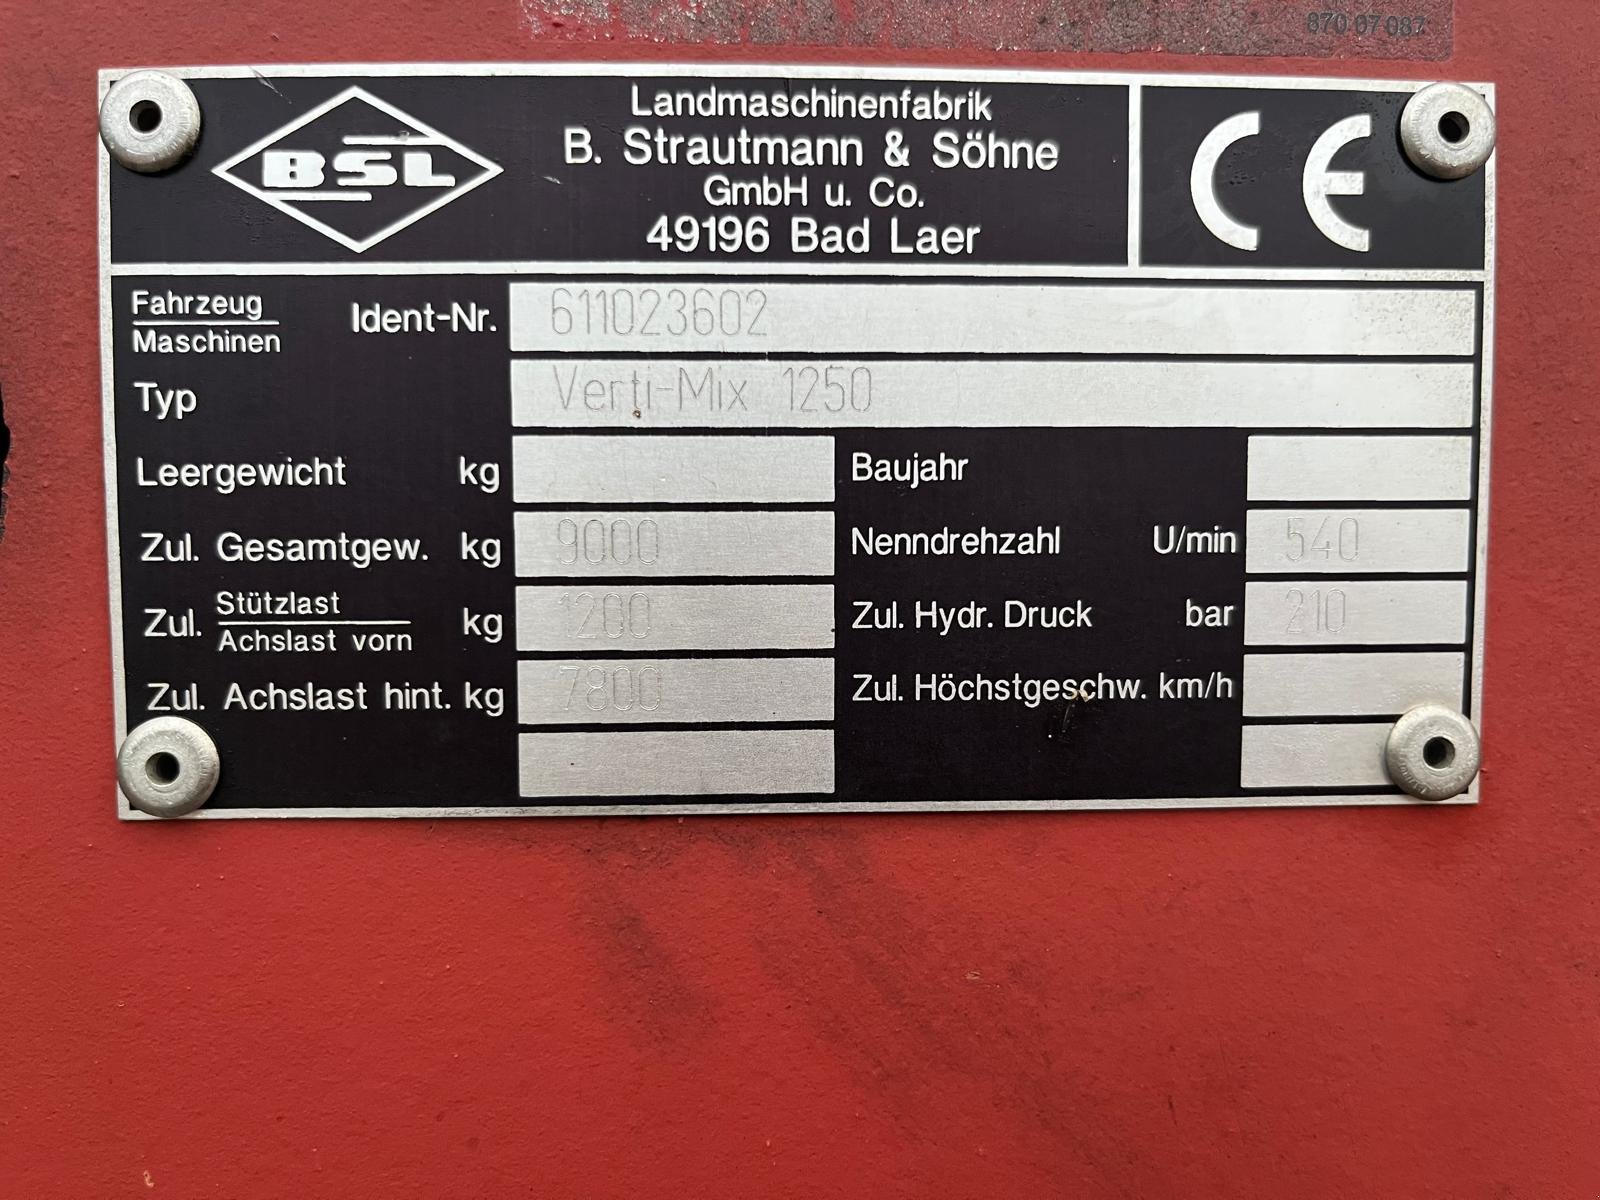 870 07 087
BSL
Landmaschinenfabrik
B. Strautmann & Söhne
GmbH u. Co.
49196 Bad Laer
CE
Fahrzeug
Maschinen
Ident-Nr. 611023602
Typ Verti-Mix 1250
Leergewicht kg
Baujahr
Zul. Gesamtgew. kg 9000
Nenndrehzahl U/min 540
Zul. Stützlast
Achslast vorn kg 1200
Zul. Hydr. Druck bar 210
Zul. Achslast hint. kg 7800
Zul. Höchstgeschw. km/h